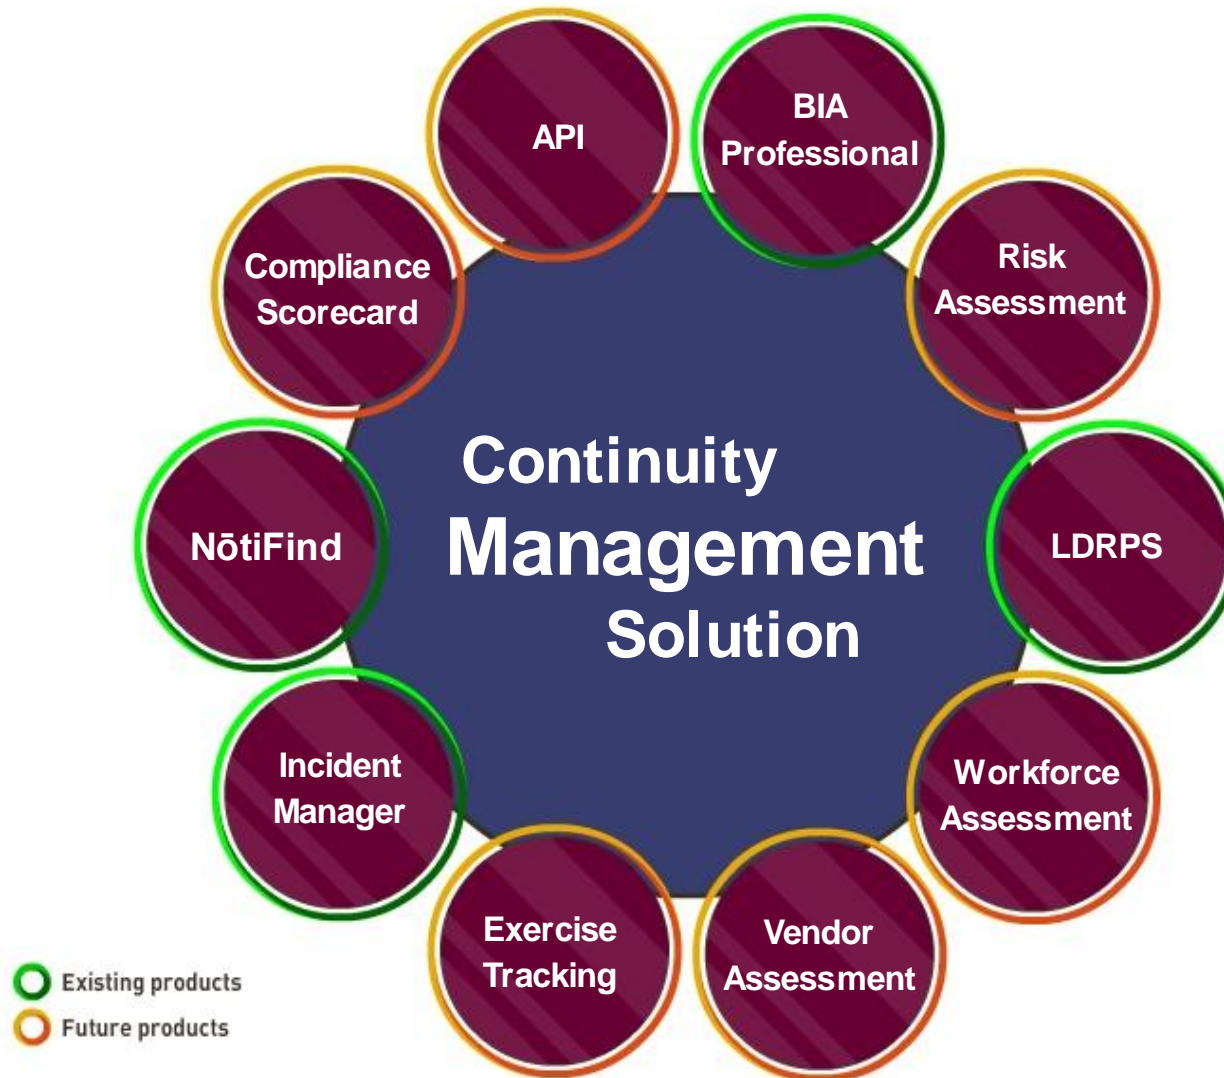 API
BIA
Professional
Compliance
Scorecard
Risk
Assessment
Continuity
Management
Solution
NōtiFind
LDRPS
Incident
Manager
Workforce
Assessment
Exercise
Tracking
Vendor
Assessment
Existing products
Future products